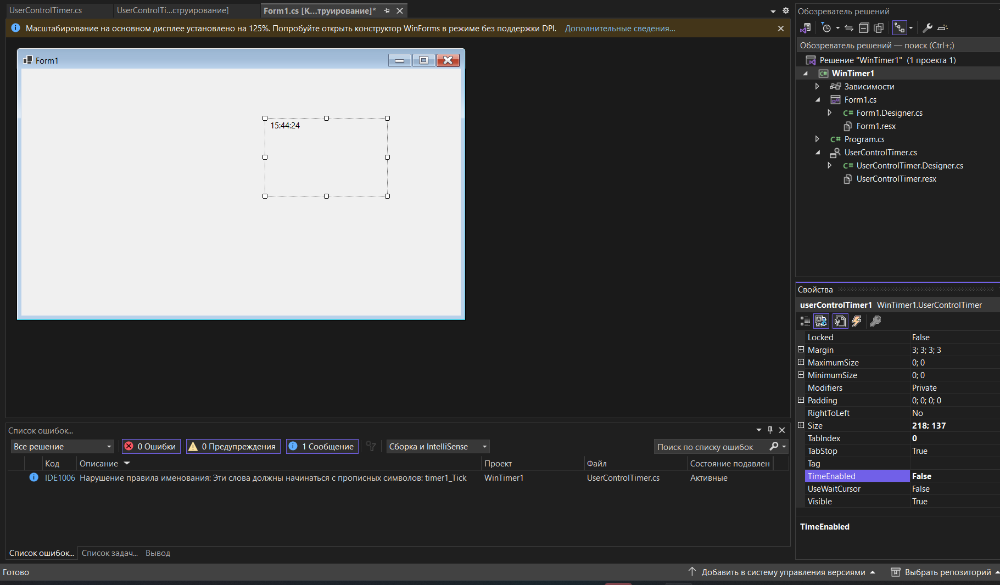 UserControlTimer.cs
UserControlTi...струирование]
Form1.cs [К...труирование]*
Масштабирование на основном дисплее установлено на 125%. Попробуйте открыть конструктор WinForms в режиме без поддержки DPI. Дополнительные сведения...
Form1
15:44:24
Список ошибок...
Все решение
0 Ошибки
0 Предупреждения
1 Сообщение
Сборка и IntelliSense
Поиск по списку ошибок
Код Описание Проект Файл Состояние подавлен
IDE1006 Нарушение правила именования: Эти слова должны начинаться с прописных символов: timer1_Tick WinTimer1 UserControlTimer.cs Активные
Список ошибок... Список задач... Вывод
Обозреватель решений
Обозреватель решений — поиск (Ctrl+;)
Решение "WinTimer1" (1 проекта 1)
C# WinTimer1
Зависимости
Form1.cs
C# Form1.Designer.cs
Form1.resx
C# Program.cs
UserControlTimer.cs
C# UserControlTimer.Designer.cs
UserControlTimer.resx
Свойства
userControlTimer1 WinTimer1.UserControlTimer
Locked False
Margin 3; 3; 3; 3
MaximumSize 0; 0
MinimumSize 0; 0
Modifiers Private
Padding 0; 0; 0; 0
RightToLeft No
Size 218; 137
TabIndex 0
TabStop True
Tag
TimeEnabled False
UseWaitCursor False
Visible True
TimeEnabled
Готово
Добавить в систему управления версиями
Выбрать репозиторий